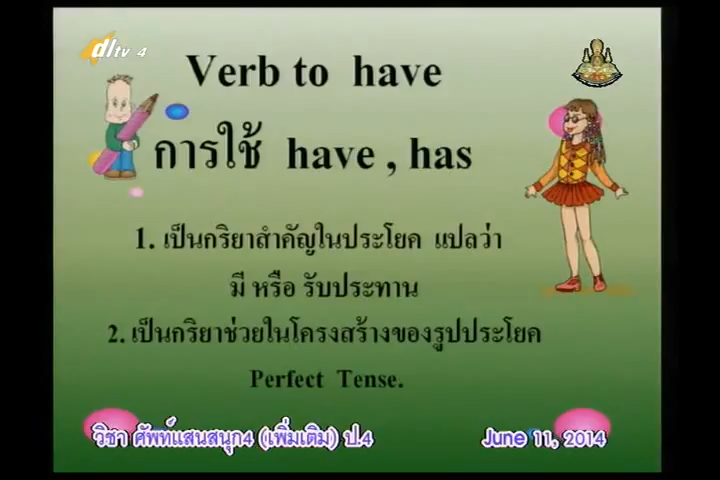 dltv 4
Verb to have
การใช้ have , has
1. เป็นกริยาสำคัญในประโยค แปลว่า
มี หรือ รับประทาน
2. เป็นกริยาช่วยในโครงสร้างของรูปประโยค
Perfect Tense.
วิชา ศัพท์แสนสนุก4 (เพิ่มเติม) ป.4
June 11, 2014